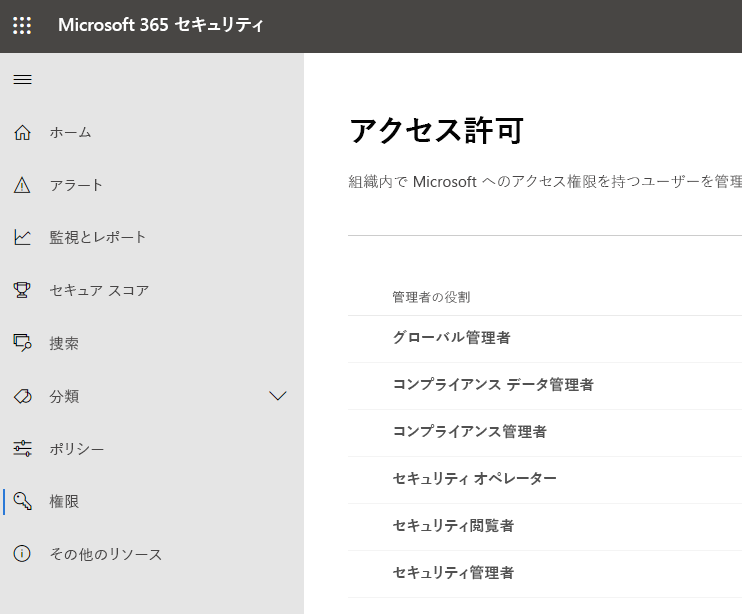 Microsoft 365 セキュリティ
ホーム
アラート
監視とレポート
セキュア スコア
捜索
分類
ポリシー
権限
その他のリソース
アクセス許可
組織内で Microsoft へのアクセス権限を持つユーザーを管理
管理者の役割
グローバル管理者
コンプライアンス データ管理者
コンプライアンス管理者
セキュリティ オペレーター
セキュリティ閲覧者
セキュリティ管理者